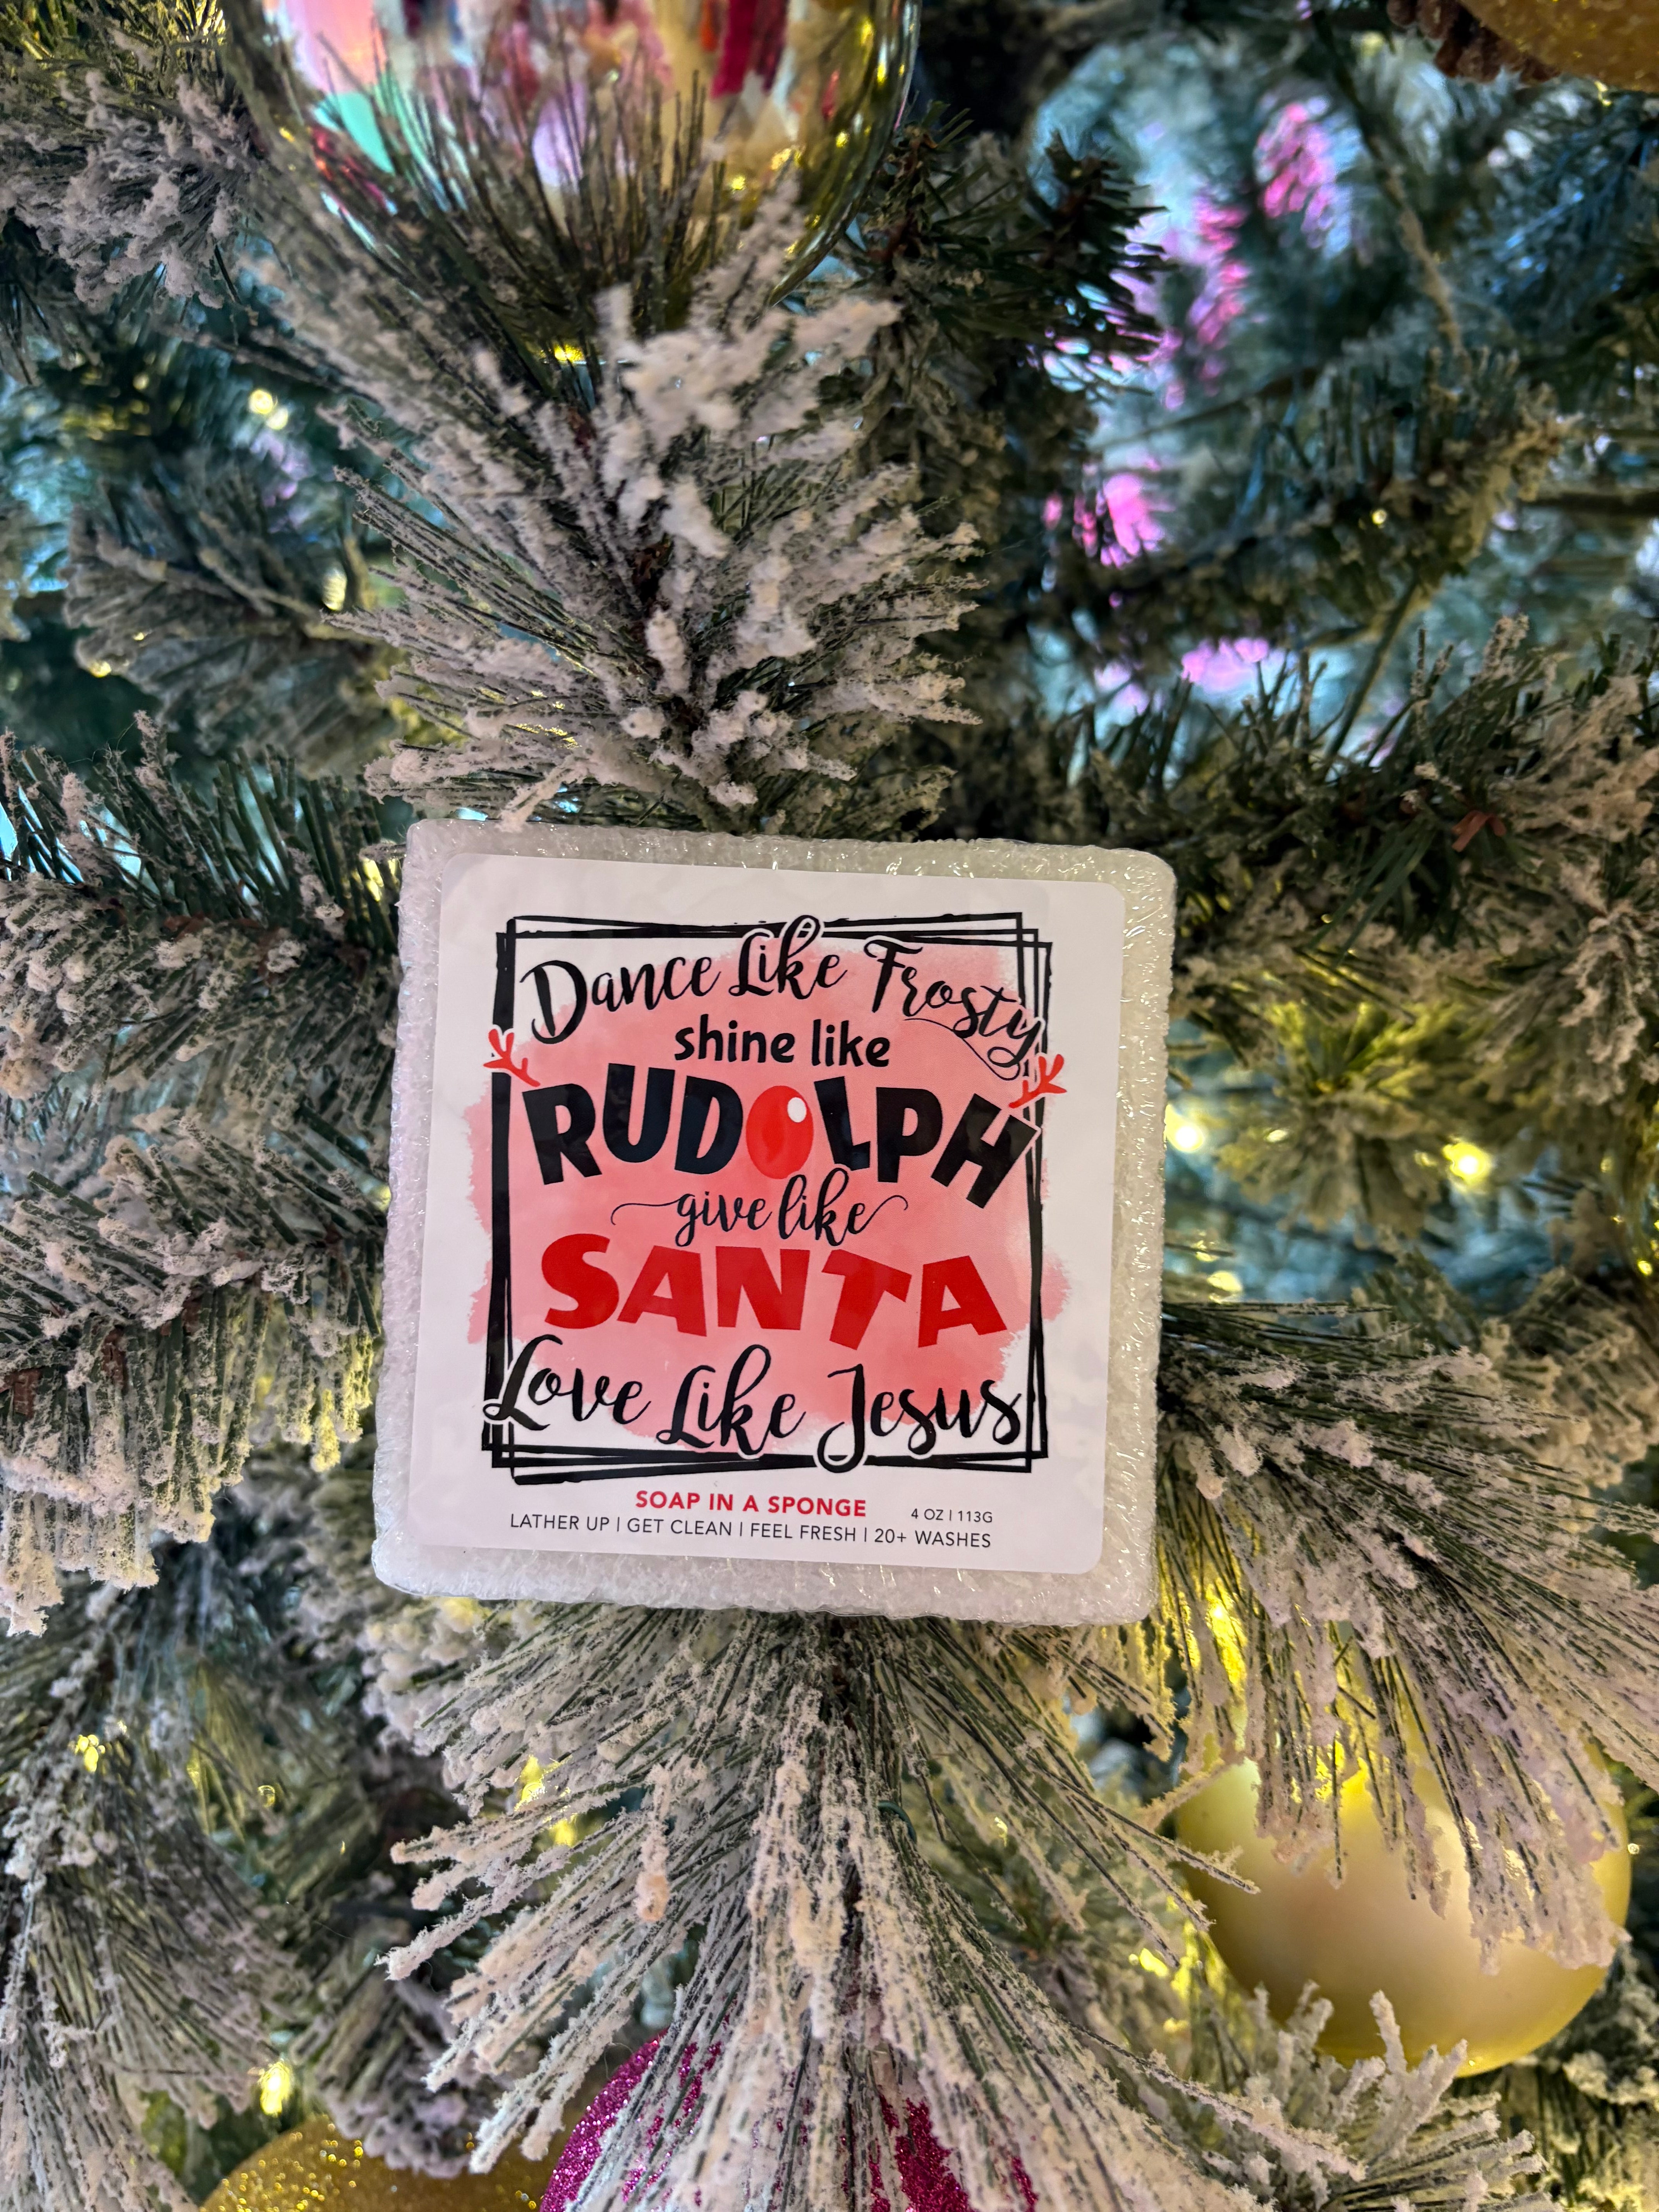 Dance Like Frosty
shine like
RUDOLPH
give like
SANTA
Love Like Jesus
SOAP IN A SPONGE 4 OZ | 113G
LATHER UP | GET CLEAN | FEEL FRESH | 20+ WASHES